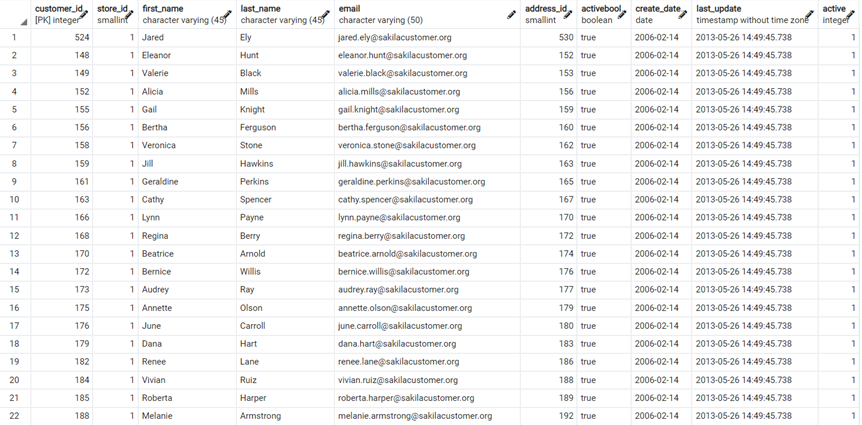 customer_id store_id first_name last_name email address_id activebool create_date last_update active
[PK] integer smallint character varying (45) character varying (45) character varying (50) smallint boolean date timestamp without time zone integer
1 524 1 Jared Ely jared.ely@sakilacustomer.org 530 true 2006-02-14 2013-05-26 14:49:45.738 1
2 148 1 Eleanor Hunt eleanor.hunt@sakilacustomer.org 152 true 2006-02-14 2013-05-26 14:49:45.738 1
3 149 1 Valerie Black valerie.black@sakilacustomer.org 153 true 2006-02-14 2013-05-26 14:49:45.738 1
4 152 1 Alicia Mills alicia.mills@sakilacustomer.org 156 true 2006-02-14 2013-05-26 14:49:45.738 1
5 155 1 Gail Knight gail.knight@sakilacustomer.org 159 true 2006-02-14 2013-05-26 14:49:45.738 1
6 156 1 Bertha Ferguson bertha.ferguson@sakilacustomer.org 160 true 2006-02-14 2013-05-26 14:49:45.738 1
7 158 1 Veronica Stone veronica.stone@sakilacustomer.org 162 true 2006-02-14 2013-05-26 14:49:45.738 1
8 159 1 Jill Hawkins jill.hawkins@sakilacustomer.org 163 true 2006-02-14 2013-05-26 14:49:45.738 1
9 161 1 Geraldine Perkins geraldine.perkins@sakilacustomer.org 165 true 2006-02-14 2013-05-26 14:49:45.738 1
10 163 1 Cathy Spencer cathy.spencer@sakilacustomer.org 167 true 2006-02-14 2013-05-26 14:49:45.738 1
11 166 1 Lynn Payne lynn.payne@sakilacustomer.org 170 true 2006-02-14 2013-05-26 14:49:45.738 1
12 168 1 Regina Berry regina.berry@sakilacustomer.org 172 true 2006-02-14 2013-05-26 14:49:45.738 1
13 170 1 Beatrice Arnold beatrice.arnold@sakilacustomer.org 174 true 2006-02-14 2013-05-26 14:49:45.738 1
14 172 1 Bernice Willis bernice.willis@sakilacustomer.org 176 true 2006-02-14 2013-05-26 14:49:45.738 1
15 173 1 Audrey Ray audrey.ray@sakilacustomer.org 177 true 2006-02-14 2013-05-26 14:49:45.738 1
16 175 1 Annette Olson annette.olson@sakilacustomer.org 179 true 2006-02-14 2013-05-26 14:49:45.738 1
17 176 1 June Carroll june.carroll@sakilacustomer.org 180 true 2006-02-14 2013-05-26 14:49:45.738 1
18 179 1 Dana Hart dana.hart@sakilacustomer.org 183 true 2006-02-14 2013-05-26 14:49:45.738 1
19 182 1 Renee Lane renee.lane@sakilacustomer.org 186 true 2006-02-14 2013-05-26 14:49:45.738 1
20 184 1 Vivian Ruiz vivian.ruiz@sakilacustomer.org 188 true 2006-02-14 2013-05-26 14:49:45.738 1
21 185 1 Roberta Harper roberta.harper@sakilacustomer.org 189 true 2006-02-14 2013-05-26 14:49:45.738 1
22 188 1 Melanie Armstrong melanie.armstrong@sakilacustomer.org 192 true 2006-02-14 2013-05-26 14:49:45.738 1